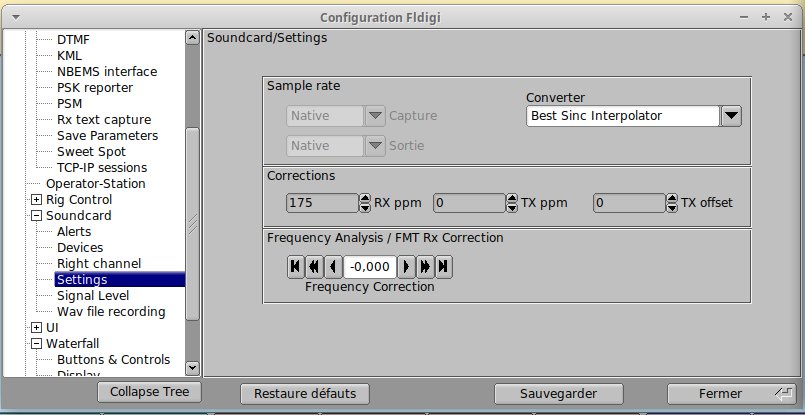 Configuration Fldigi
DTMF
KML
NBEMS interface
PSK reporter
PSM
Rx text capture
Save Parameters
Sweet Spot
TCP-IP sessions
Operator-Station
Rig Control
Soundcard
Alerts
Devices
Right channel
Settings
Signal Level
Wav file recording
UI
Waterfall
Buttons & Controls
Display
Collapse Tree
Soundcard/Settings
Sample rate
Native Capture
Native Sortie
Converter
Best Sinc Interpolator
Corrections
175 RX ppm 0 TX ppm 0 TX offset
Frequency Analysis / FMT Rx Correction
-0,000
Frequency Correction
Restaure défauts
Sauvegarder
Fermer